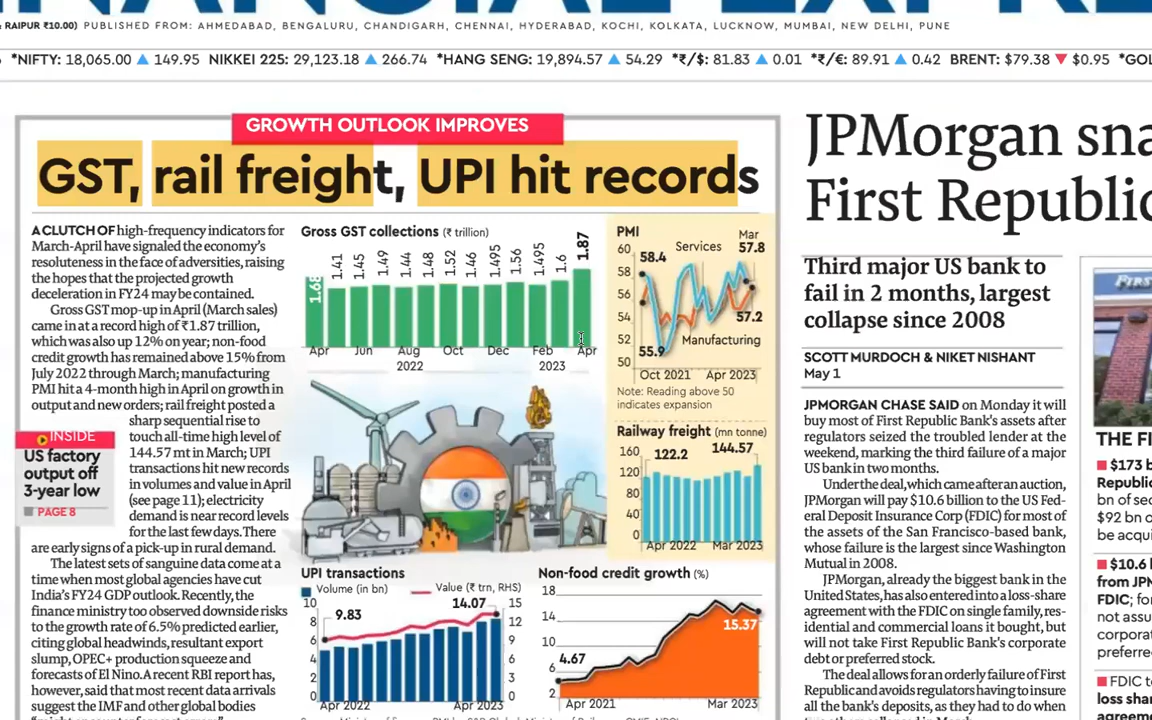 FINANCIAL EXPRE
& RAIPUR ₹10.00) PUBLISHED FROM: AHMEDABAD, BENGALURU, CHANDIGARH, CHENNAI, HYDERABAD, KOCHI, KOLKATA, LUCKNOW, MUMBAI, NEW DELHI, PUNE
*NIFTY: 18,065.00 ▲ 149.95 NIKKEI 225: 29,123.18 ▲ 266.74 *HANG SENG: 19,894.57 ▲ 54.29 *₹/$: 81.83 ▲ 0.01 *₹/€: 89.91 ▲ 0.42 BRENT: $79.38 ▼ $0.95 *GOL
GROWTH OUTLOOK IMPROVES
GST, rail freight, UPI hit records
A CLUTCH OF high-frequency indicators for
March-April have signaled the economy's
resoluteness in the face of adversities, raising
the hopes that the projected growth
deceleration in FY24 may be contained.
Gross GST mop-up in April (March sales)
came in at a record high of ₹1.87 trillion,
which was also up 12% on year; non-food
credit growth has remained above 15% from
July 2022 through March; manufacturing
PMI hit a 4-month high in April on growth in
output and new orders; rail freight posted a
sharp sequential rise to
touch all-time high level of
144.57 mt in March; UPI
transactions hit new records
in volumes and value in April
(see page 11); electricity
demand is near record levels
for the last few days. There
are early signs of a pick-up in rural demand.
The latest sets of sanguine data come at a
time when most global agencies have cut
India's FY24 GDP outlook. Recently, the
finance ministry too observed downside risks
to the growth rate of 6.5% predicted earlier,
citing global headwinds, resultant export
slump, OPEC+ production squeeze and
forecasts of El Nino. A recent RBI report has,
however, said that most recent data arrivals
suggest the IMF and other global bodies
INSIDE
US factory
output off
3-year low
PAGE 8
Gross GST collections (₹ trillion)
1.68 1.41 1.45 1.49 1.44 1.48 1.52 1.46 1.495 1.56 1.495 1.6 1.87
Apr Jun Aug Oct Dec Feb Apr
2022 2023
PMI
60
58
56
54
52
50
Services
Mar
57.8
58.4
57.2
Manufacturing
55.9
Oct 2021 Apr 2023
Note: Reading above 50
indicates expansion
Railway freight (mn tonne)
160
120
80
40
0
122.2 144.57
Apr 2022 Mar 2023
UPI transactions
Volume (in bn) Value (₹ trn, RHS)
10
8
6
4
2
0
9.83 14.07
15
12
9
6
3
0
Apr 2022 Apr 2023
Non-food credit growth (%)
18
14
10
6
2
4.67
15.37
Apr 2021 Mar 2023
JPMorgan sna
First Republic
Third major US bank to
fail in 2 months, largest
collapse since 2008
SCOTT MURDOCH & NIKET NISHANT
May 1
JPMORGAN CHASE SAID on Monday it will
buy most of First Republic Bank's assets after
regulators seized the troubled lender at the
weekend, marking the third failure of a major
US bank in two months.
Under the deal, which came after an auction,
JPMorgan will pay $10.6 billion to the US Fed-
eral Deposit Insurance Corp (FDIC) for most of
the assets of the San Francisco-based bank,
whose failure is the largest since Washington
Mutual in 2008.
JPMorgan, already the biggest bank in the
United States, has also entered into a loss-share
agreement with the FDIC on single family, res-
idential and commercial loans it bought, but
will not take First Republic Bank's corporate
debt or preferred stock.
The deal allows for an orderly failure of First
Republic and avoids regulators having to insure
all the bank's deposits, as they had to do when
FIRS
THE FI
$173 b
Republi
bn of sec
$92 bn o
be acqui
$10.6 b
from JPM
FDIC; for
not assu
corporat
preferre
FDIC to
loss shar